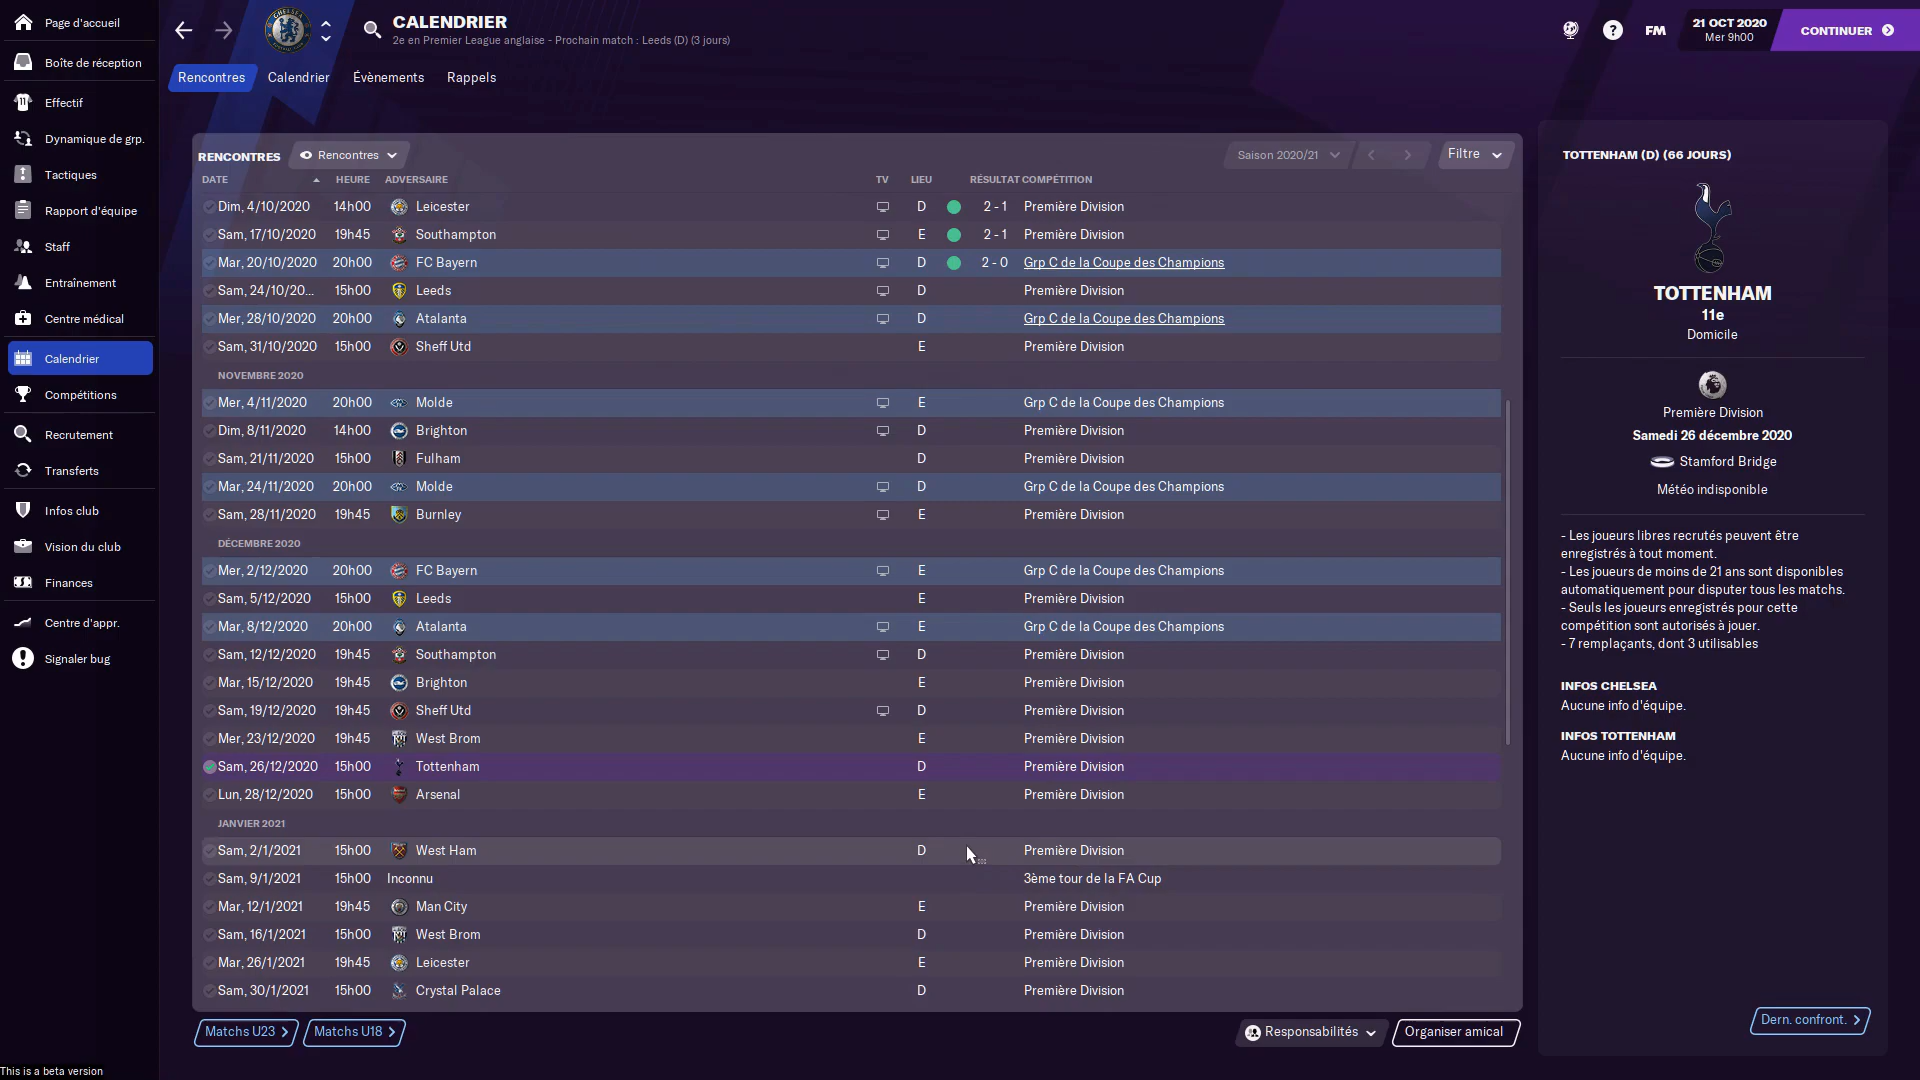 Page d'accueil
Boîte de réception
Effectif
Dynamique de grp.
Tactiques
Rapport d'équipe
Staff
Entraînement
Centre médical
Calendrier
Compétitions
Recrutement
Transferts
Infos club
Vision du club
Finances
Centre d'appr.
Signaler bug
This is a beta version
CALENDRIER
2e en Premier League anglaise - Prochain match : Leeds (D) (3 jours)
FM
21 OCT 2020
Mer 9h00
CONTINUER
Rencontres Calendrier Évènements Rappels
RENCONTRES Rencontres Saison 2020/21 Filtre
DATE HEURE ADVERSAIRE TV LIEU RÉSULTAT COMPÉTITION
Dim, 4/10/2020 14h00 Leicester D 2 - 1 Première Division
Sam, 17/10/2020 19h45 Southampton E 2 - 1 Première Division
Mar, 20/10/2020 20h00 FC Bayern D 2 - 0 Grp C de la Coupe des Champions
Sam, 24/10/20... 15h00 Leeds D Première Division
Mer, 28/10/2020 20h00 Atalanta D Grp C de la Coupe des Champions
Sam, 31/10/2020 15h00 Sheff Utd E Première Division
NOVEMBRE 2020
Mer, 4/11/2020 20h00 Molde E Grp C de la Coupe des Champions
Dim, 8/11/2020 14h00 Brighton D Première Division
Sam, 21/11/2020 15h00 Fulham D Première Division
Mar, 24/11/2020 20h00 Molde D Grp C de la Coupe des Champions
Sam, 28/11/2020 19h45 Burnley E Première Division
DÉCEMBRE 2020
Mer, 2/12/2020 20h00 FC Bayern E Grp C de la Coupe des Champions
Sam, 5/12/2020 15h00 Leeds E Première Division
Mar, 8/12/2020 20h00 Atalanta E Grp C de la Coupe des Champions
Sam, 12/12/2020 19h45 Southampton D Première Division
Mar, 15/12/2020 19h45 Brighton E Première Division
Sam, 19/12/2020 19h45 Sheff Utd D Première Division
Mer, 23/12/2020 19h45 West Brom E Première Division
Sam, 26/12/2020 15h00 Tottenham D Première Division
Lun, 28/12/2020 15h00 Arsenal E Première Division
JANVIER 2021
Sam, 2/1/2021 15h00 West Ham D Première Division
Sam, 9/1/2021 15h00 Inconnu 3ème tour de la FA Cup
Mar, 12/1/2021 19h45 Man City E Première Division
Sam, 16/1/2021 15h00 West Brom D Première Division
Mar, 26/1/2021 19h45 Leicester E Première Division
Sam, 30/1/2021 15h00 Crystal Palace D Première Division
Matchs U23 Matchs U18 Responsabilités Organiser amical
TOTTENHAM (D) (66 JOURS)
TOTTENHAM
11e
Domicile
Première Division
Samedi 26 décembre 2020
Stamford Bridge
Météo indisponible
- Les joueurs libres recrutés peuvent être
enregistrés à tout moment.
- Les joueurs de moins de 21 ans sont disponibles
automatiquement pour disputer tous les matchs.
- Seuls les joueurs enregistrés pour cette
compétition sont autorisés à jouer.
- 7 remplaçants, dont 3 utilisables
INFOS CHELSEA
Aucune info d'équipe.
INFOS TOTTENHAM
Aucune info d'équipe.
Dern. confront.